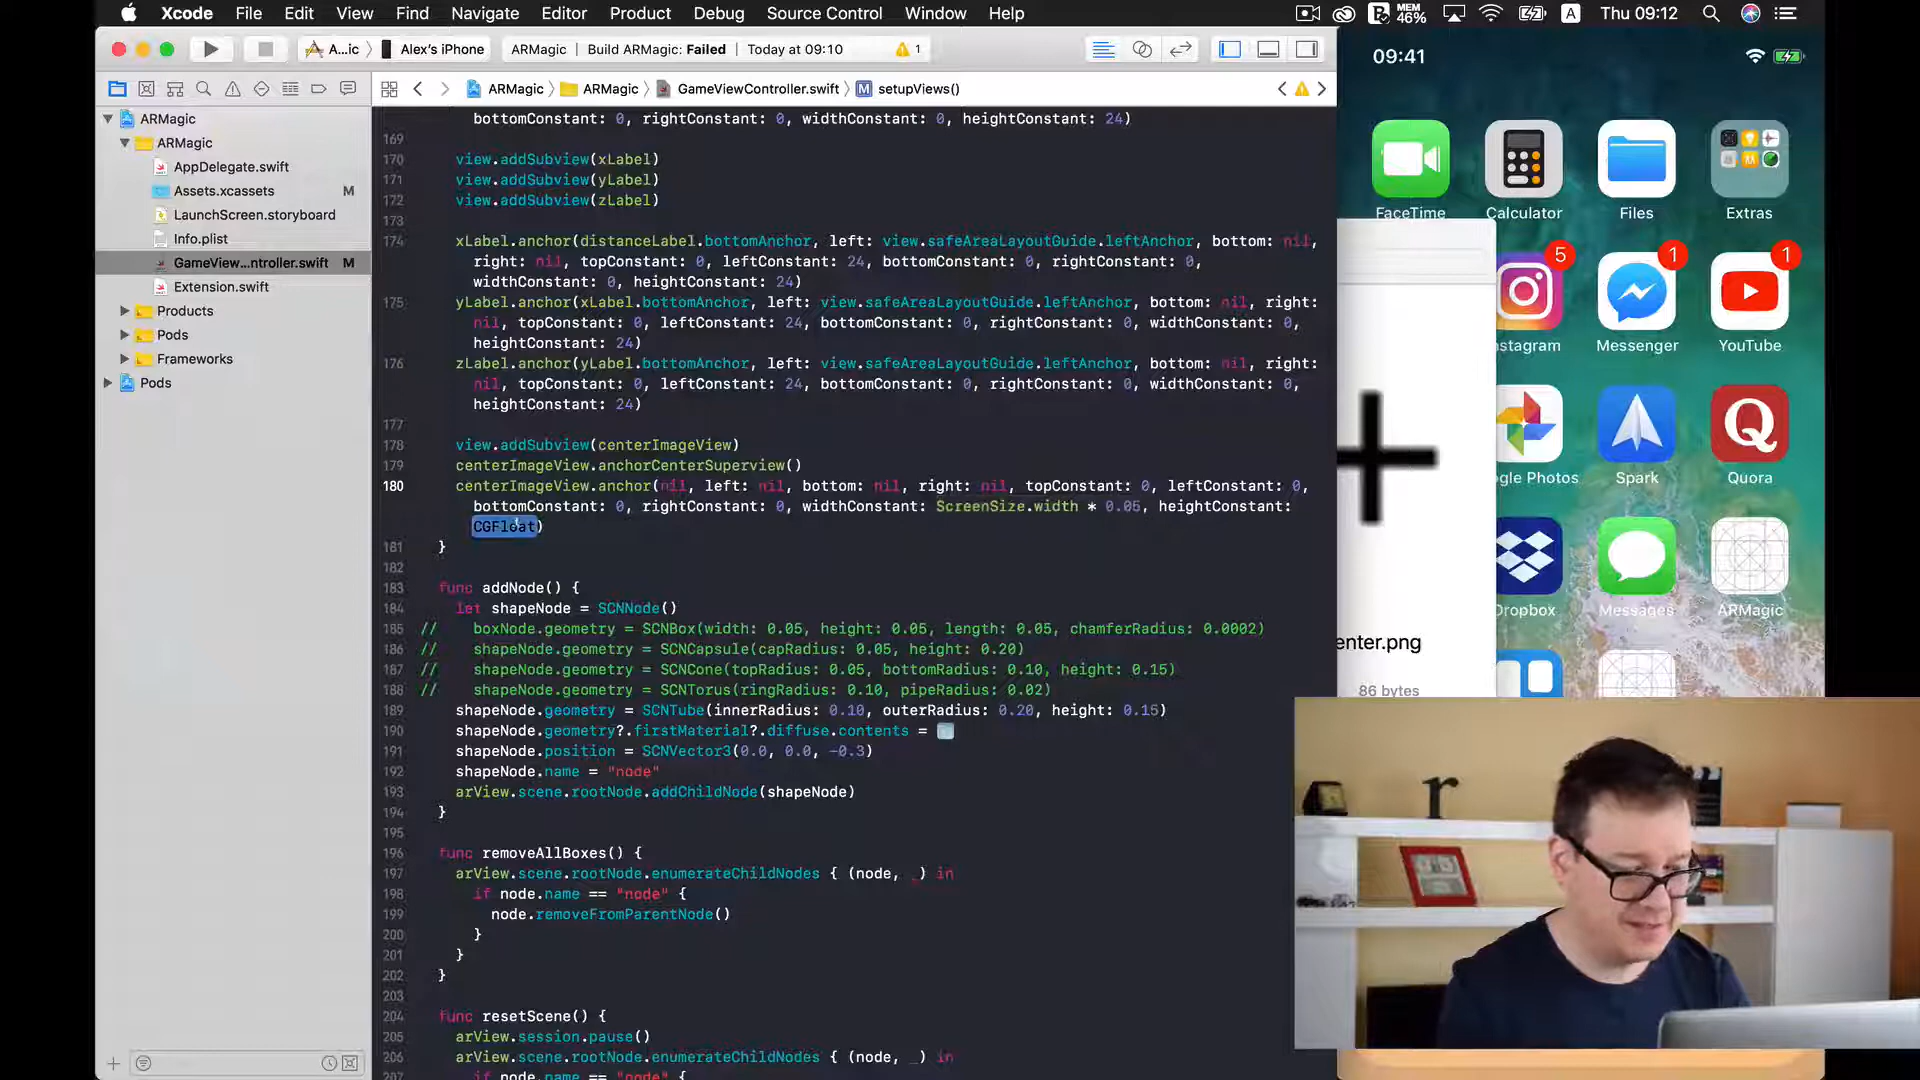 Xcode File Edit View Find Navigate Editor Product Debug Source Control Window Help
MEM 46%
A
Thu 09:12
A...ic
Alex's iPhone
ARMagic | Build ARMagic: Failed | Today at 09:10
1
ARMagic
ARMagic
GameViewController.swift
M
setupViews()
ARMagic
ARMagic
AppDelegate.swift
Assets.xcassets M
LaunchScreen.storyboard
Info.plist
GameView...ntroller.swift M
Extension.swift
Products
Pods
Frameworks
Pods
bottomConstant: 0, rightConstant: 0, widthConstant: 0, heightConstant: 24)
169
170 view.addSubview(xLabel)
171 view.addSubview(yLabel)
172 view.addSubview(zLabel)
173
174 xLabel.anchor(distanceLabel.bottomAnchor, left: view.safeAreaLayoutGuide.leftAnchor, bottom: nil,
right: nil, topConstant: 0, leftConstant: 24, bottomConstant: 0, rightConstant: 0,
widthConstant: 0, heightConstant: 24)
175 yLabel.anchor(xLabel.bottomAnchor, left: view.safeAreaLayoutGuide.leftAnchor, bottom: nil, right:
nil, topConstant: 0, leftConstant: 24, bottomConstant: 0, rightConstant: 0, widthConstant: 0,
heightConstant: 24)
176 zLabel.anchor(yLabel.bottomAnchor, left: view.safeAreaLayoutGuide.leftAnchor, bottom: nil, right:
nil, topConstant: 0, leftConstant: 24, bottomConstant: 0, rightConstant: 0, widthConstant: 0,
heightConstant: 24)
177
178 view.addSubview(centerImageView)
179 centerImageView.anchorCenterSuperview()
180 centerImageView.anchor(nil, left: nil, bottom: nil, right: nil, topConstant: 0, leftConstant: 0,
bottomConstant: 0, rightConstant: 0, widthConstant: ScreenSize.width * 0.05, heightConstant:
CGFloat)
181 }
182
183 func addNode() {
184 let shapeNode = SCNNode()
185 // boxNode.geometry = SCNBox(width: 0.05, height: 0.05, length: 0.05, chamferRadius: 0.0002)
186 // shapeNode.geometry = SCNCapsule(capRadius: 0.05, height: 0.20)
187 // shapeNode.geometry = SCNCone(topRadius: 0.05, bottomRadius: 0.10, height: 0.15)
188 // shapeNode.geometry = SCNTorus(ringRadius: 0.10, pipeRadius: 0.02)
189 shapeNode.geometry = SCNTube(innerRadius: 0.10, outerRadius: 0.20, height: 0.15)
190 shapeNode.geometry?.firstMaterial?.diffuse.contents =
191 shapeNode.position = SCNVector3(0.0, 0.0, -0.3)
192 shapeNode.name = "node"
193 arView.scene.rootNode.addChildNode(shapeNode)
194 }
195
196 func removeAllBoxes() {
197 arView.scene.rootNode.enumerateChildNodes { (node, _) in
198 if node.name == "node" {
199 node.removeFromParentNode()
200 }
201 }
202 }
203
204 func resetScene() {
205 arView.session.pause()
206 arView.scene.rootNode.enumerateChildNodes { (node, _) in
207 if node.name == "node" {
09:41
FaceTime Calculator Files Extras
5 1 1
nstagram Messenger YouTube
gle Photos Spark Quora
Dropbox Messages ARMagic
enter.png
86 bytes